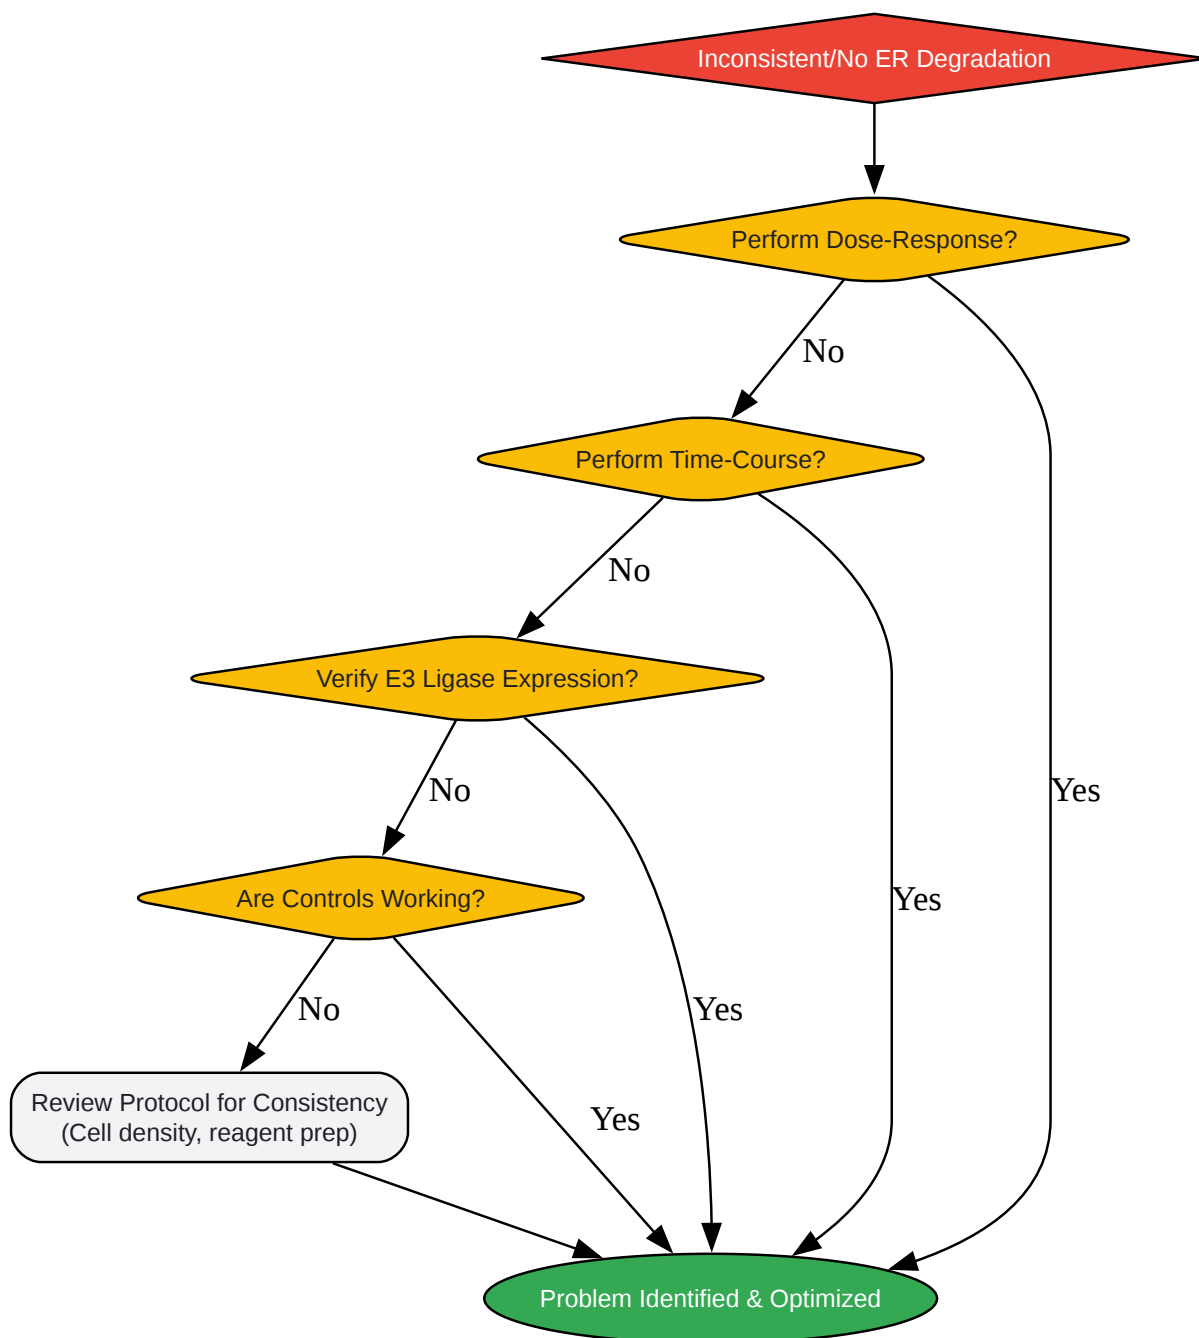 Inconsistent/No ER Degradation
Perform Dose-Response?
No
Perform Time-Course?
No
Verify E3 Ligase Expression?
No
Yes
Are Controls Working?
Yes
No
Yes
Review Protocol for Consistency
(Cell density, reagent prep)
Yes
Problem Identified & Optimized